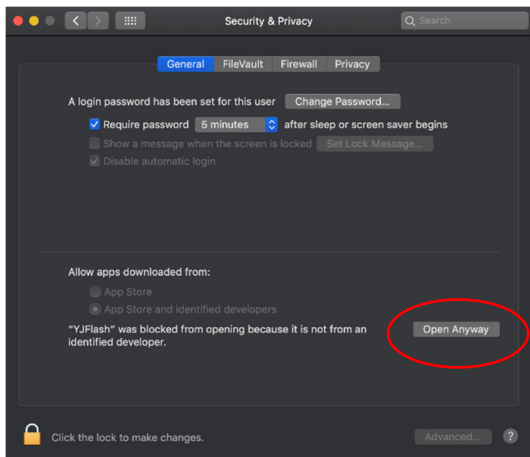 Security & Privacy
Search
General FileVault Firewall Privacy
A login password has been set for this user Change Password...
Require password 5 minutes after sleep or screen saver begins
Show a message when the screen is locked Set Lock Message...
Disable automatic login
Allow apps downloaded from:
App Store
App Store and identified developers
"YJFlash" was blocked from opening because it is not from an Open Anyway
identified developer.
Click the lock to make changes. Advanced... ?